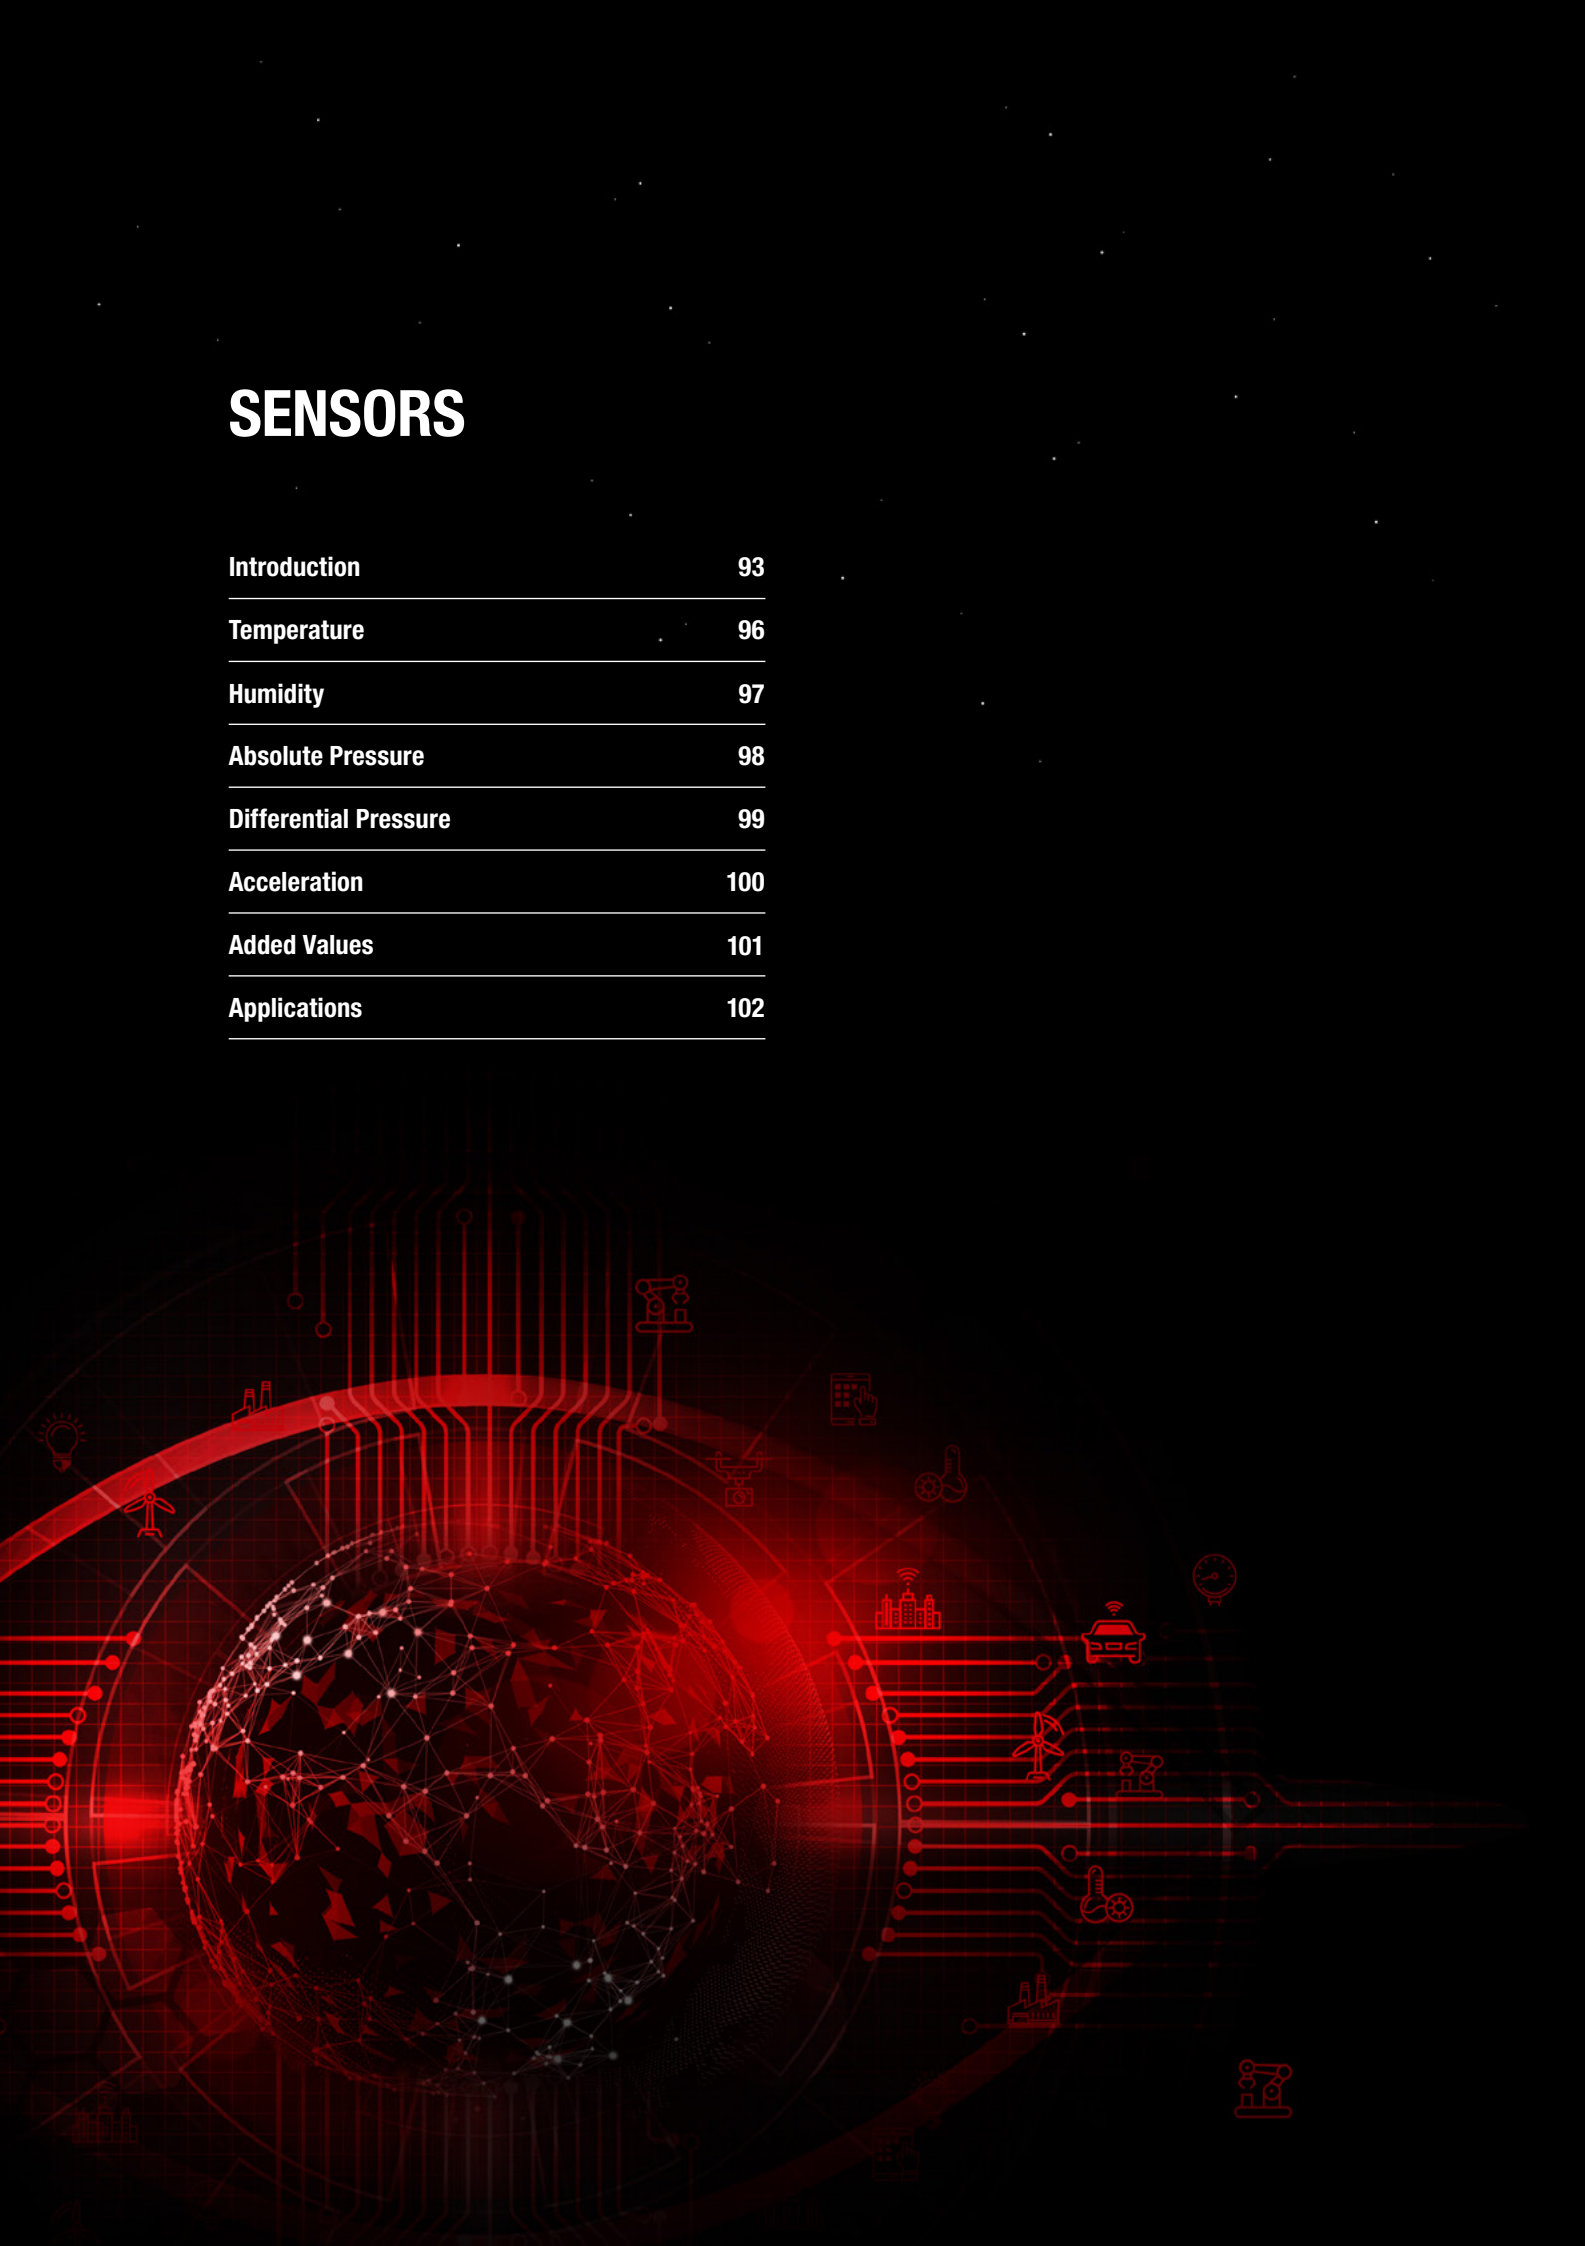 SENSORS
Introduction 93
Temperature 96
Humidity 97
Absolute Pressure 98
Differential Pressure 99
Acceleration 100
Added Values 101
Applications 102